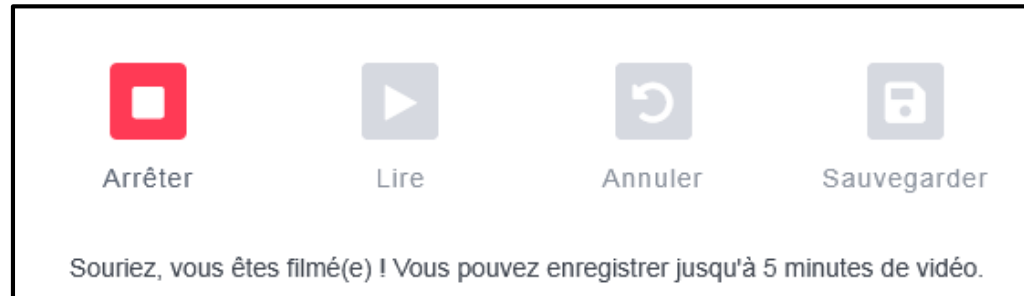 Arrêter Lire Annuler Sauvegarder
Souriez, vous êtes filmé(e) ! Vous pouvez enregistrer jusqu'à 5 minutes de vidéo.